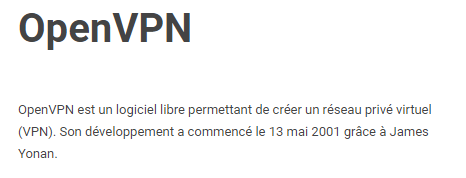 OpenVPN
OpenVPN est un logiciel libre permettant de créer un réseau privé virtuel
(VPN). Son développement a commencé le 13 mai 2001 grâce à James
Yonan.